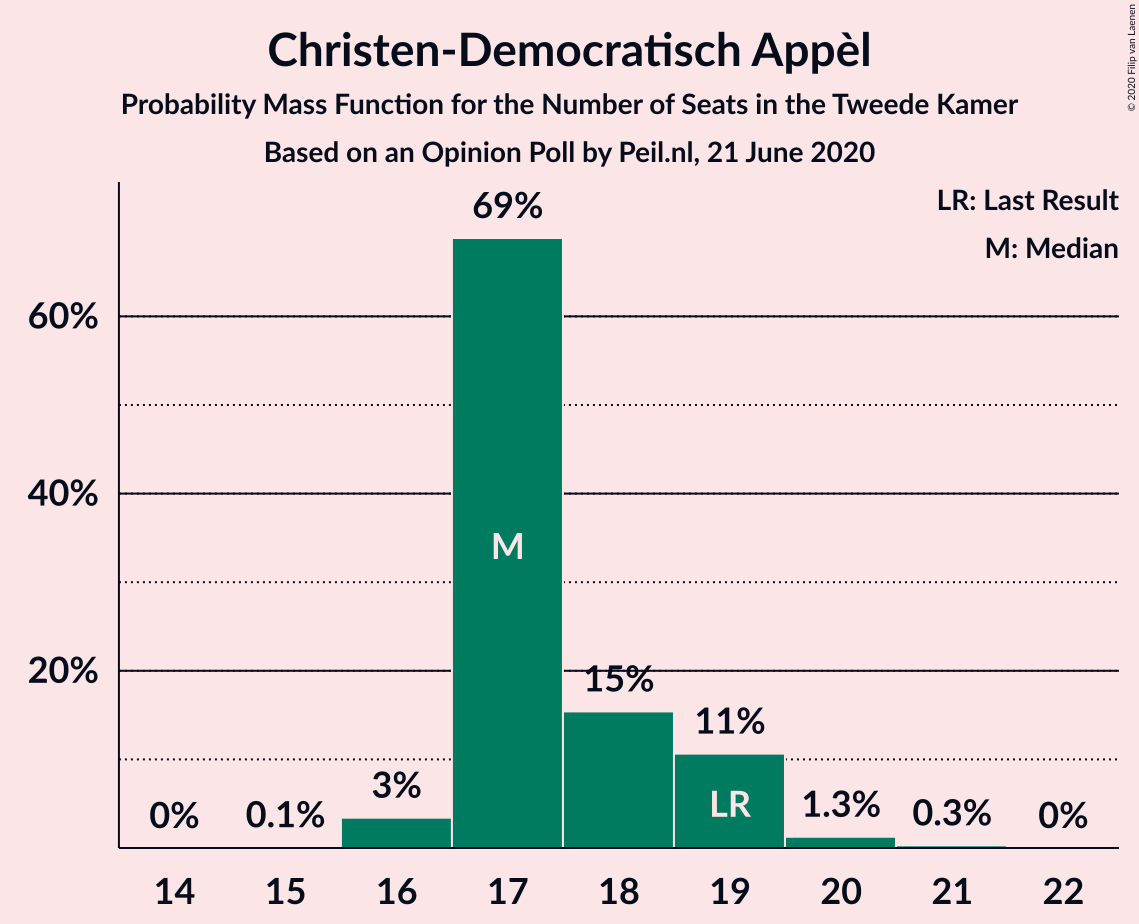 © 2020 Filip van Laenen
Christen-Democratisch Appèl
Probability Mass Function for the Number of Seats in the Tweede Kamer
Based on an Opinion Poll by Peil.nl, 21 June 2020
LR: Last Result
M: Median
69%
60%
40%
M
20%
15%
11%
3%
LR
0%
0.1%
1.3%
0.3%
0%
14 15 16 17 18 19 20 21 22